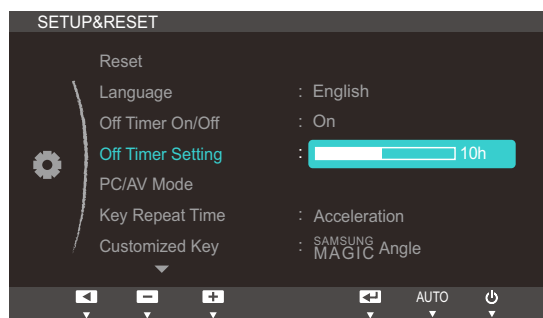 SETUP&RESET
Reset
Language : English
Off Timer On/Off : On
Off Timer Setting : 10h
PC/AV Mode
Key Repeat Time : Acceleration
Customized Key : SAMSUNG MAGIC Angle
AUTO